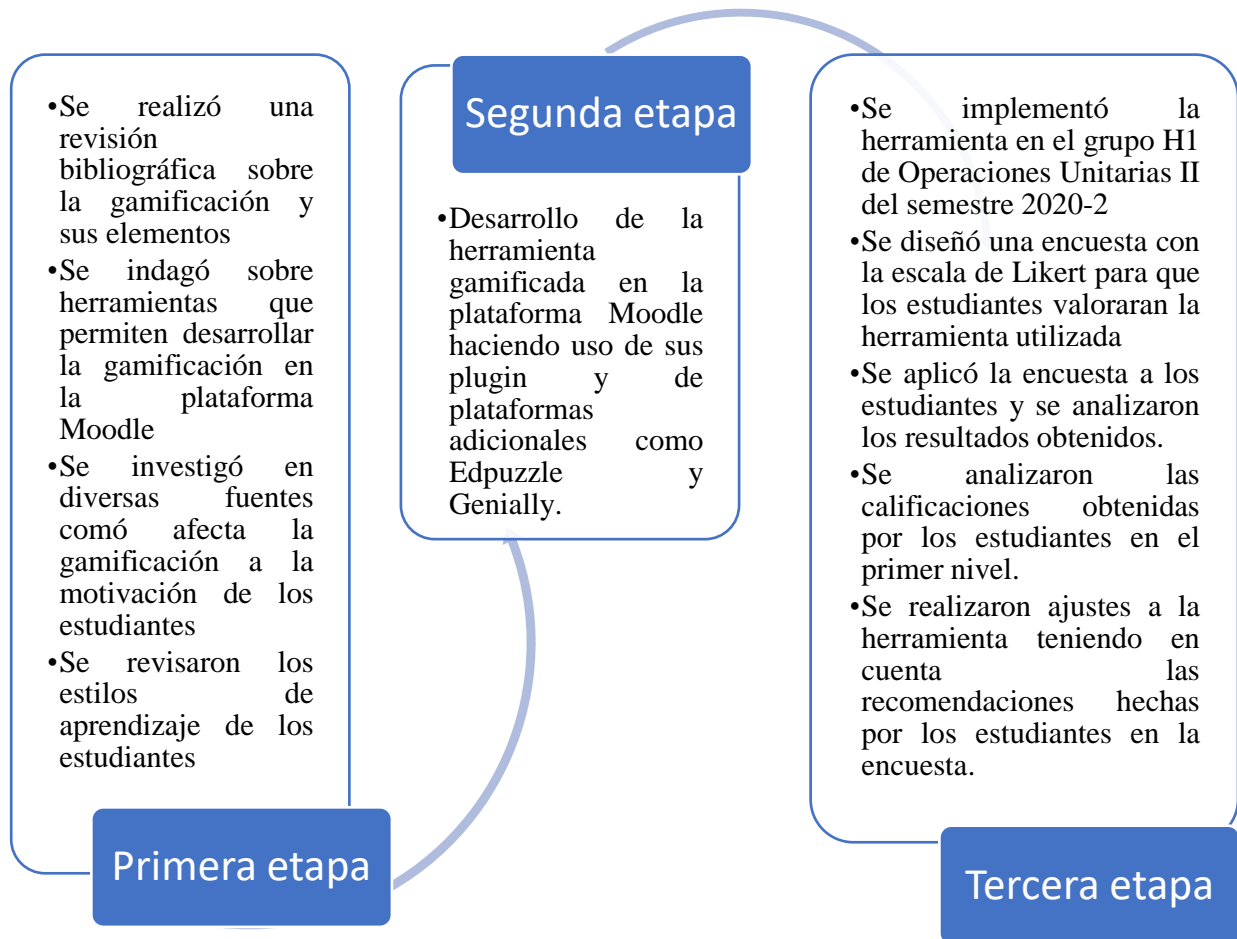 •Se realizó una
revisión
bibliográfica sobre
la gamificación y
sus elementos
•Se indagó sobre
herramientas que
permiten desarrollar
la gamificación en
la plataforma
Moodle
•Se investigó en
diversas fuentes
comó afecta la
gamificación a la
motivación de los
estudiantes
•Se revisaron los
estilos de
aprendizaje de los
estudiantes
Primera etapa
Segunda etapa
•Desarrollo de la
herramienta
gamificada en la
plataforma Moodle
haciendo uso de sus
plugin y de
plataformas
adicionales como
Edpuzzle y
Genially.
•Se implementó la
herramienta en el grupo H1
de Operaciones Unitarias II
del semestre 2020-2
•Se diseñó una encuesta con
la escala de Likert para que
los estudiantes valoraran la
herramienta utilizada
•Se aplicó la encuesta a los
estudiantes y se analizaron
los resultados obtenidos.
•Se analizaron las
calificaciones obtenidas
por los estudiantes en el
primer nivel.
•Se realizaron ajustes a la
herramienta teniendo en
cuenta las
recomendaciones hechas
por los estudiantes en la
encuesta.
Tercera etapa